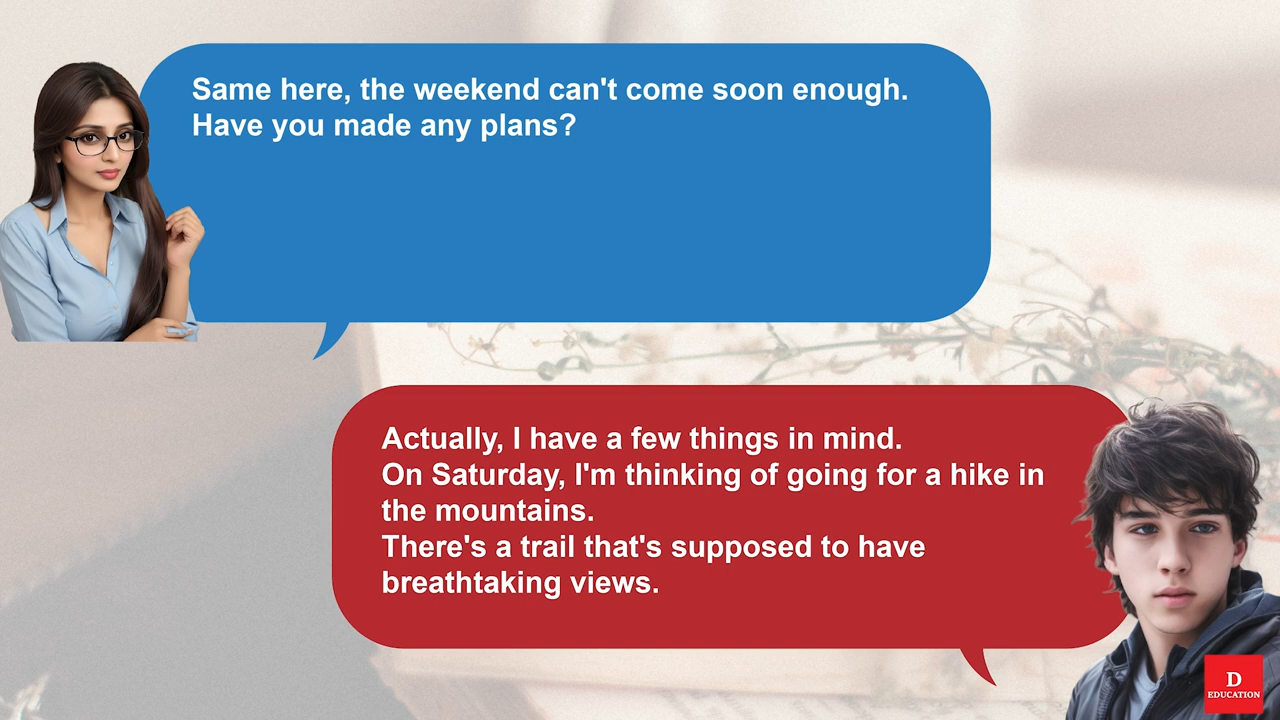 Same here, the weekend can't come soon enough.
Have you made any plans?
Actually, I have a few things in mind.
On Saturday, I'm thinking of going for a hike in
the mountains.
There's a trail that's supposed to have
breathtaking views.
D
EDUCATION